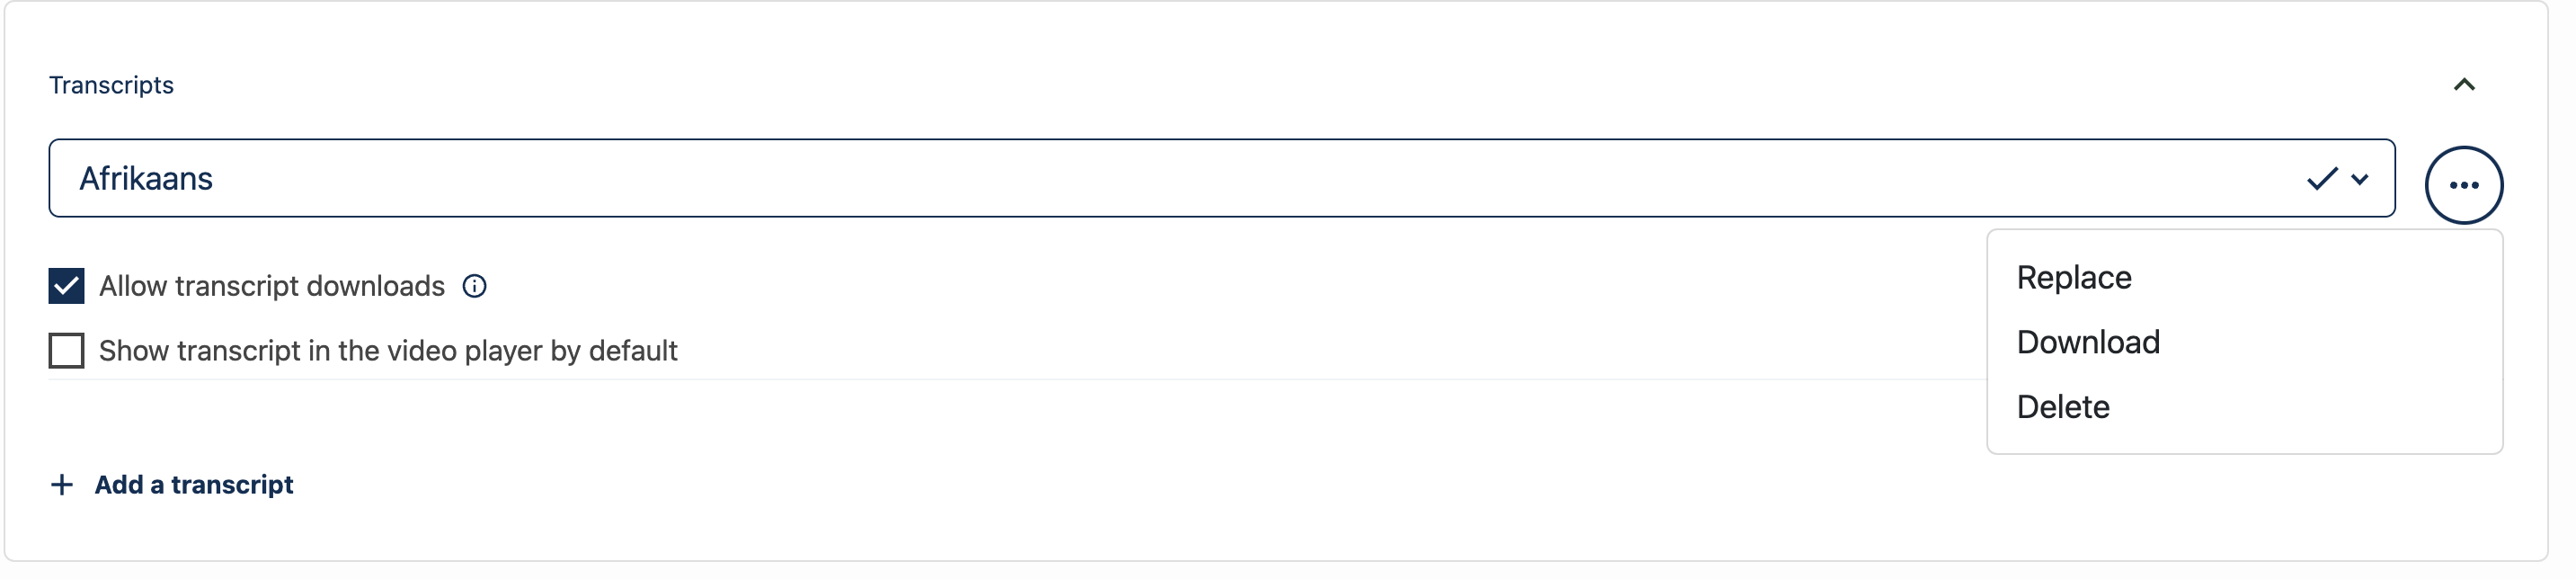 Transcripts
Afrikaans
Allow transcript downloads
Show transcript in the video player by default
Replace
Download
Delete
+ Add a transcript